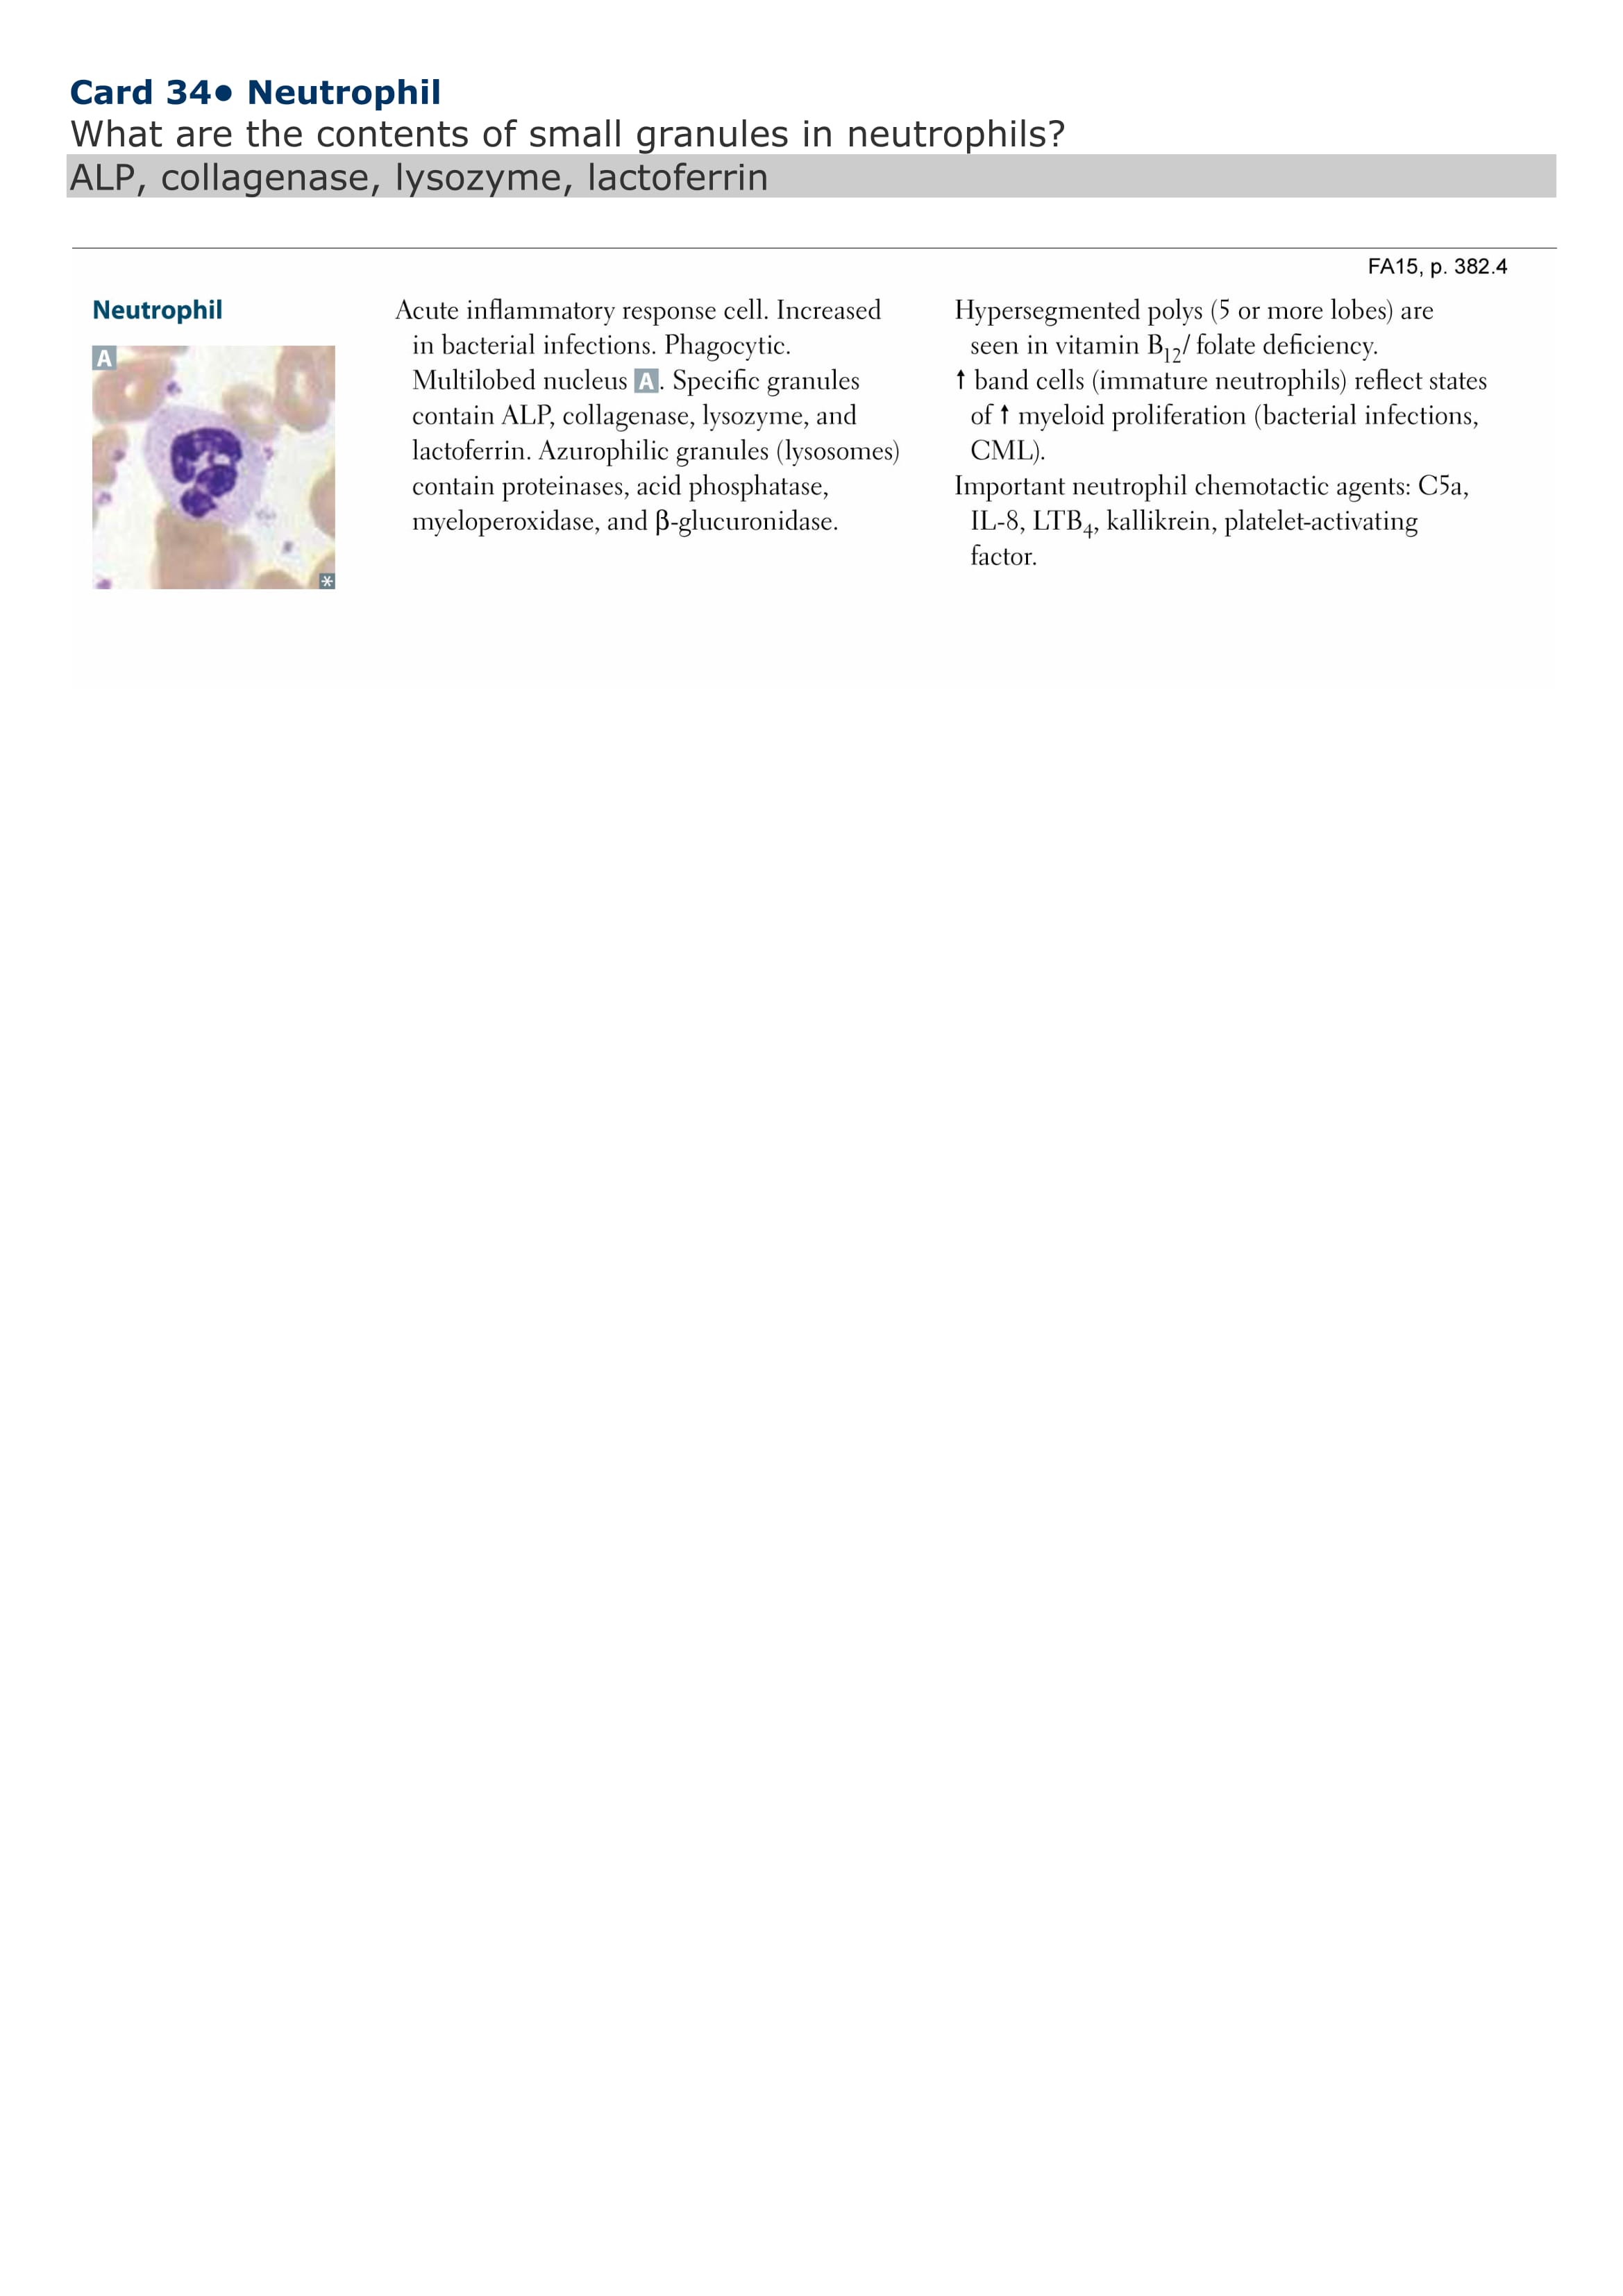 Card 34● Neutrophil
What are the contents of small granules in neutrophils?
ALP, collagenase, lysozyme, lactoferrin
FA15, p. 382.4
Neutrophil
A
*
Acute inflammatory response cell. Increased
in bacterial infections. Phagocytic.
Multilobed nucleus A. Specific granules
contain ALP, collagenase, lysozyme, and
lactoferrin. Azurophilic granules (lysosomes)
contain proteinases, acid phosphatase,
myeloperoxidase, and β-glucuronidase.
Hypersegmented polys (5 or more lobes) are
seen in vitamin B₁₂/ folate deficiency.
↑ band cells (immature neutrophils) reflect states
of ↑ myeloid proliferation (bacterial infections,
CML).
Important neutrophil chemotactic agents: C5a,
IL-8, LTB₄, kallikrein, platelet-activating
factor.